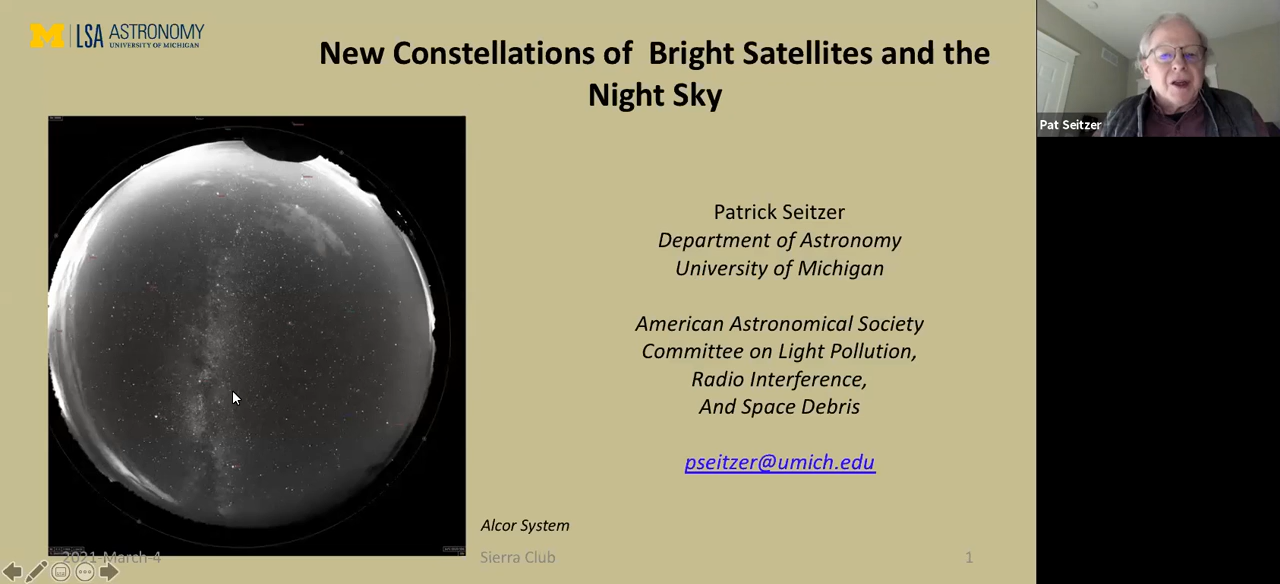 M LSA ASTRONOMY
UNIVERSITY OF MICHIGAN
New Constellations of Bright Satellites and the
Night Sky
Pat Seitzer
Patrick Seitzer
Department of Astronomy
University of Michigan
American Astronomical Society
Committee on Light Pollution,
Radio Interference,
And Space Debris
pseitzer@umich.edu
Alcor System
2021-March-4
Sierra Club
1